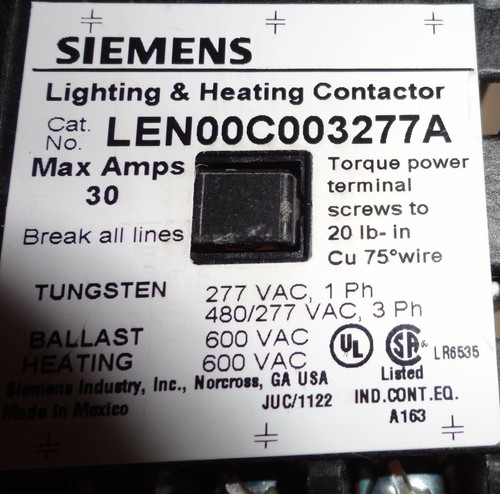 SIEMENS
Lighting & Heating Contactor
Cat. No. LEN00C003277A
Max Amps
30
Break all lines
Torque power
terminal
screws to
20 lb- in
Cu 75°wire
TUNGSTEN 277 VAC, 1 Ph
480/277 VAC, 3 Ph
BALLAST 600 VAC
HEATING 600 VAC
UL
SA
LR6535
Listed
Siemens Industry, Inc., Norcross, GA USA
IND.CONT.EQ.
Made in Mexico
JUC/1122
A163